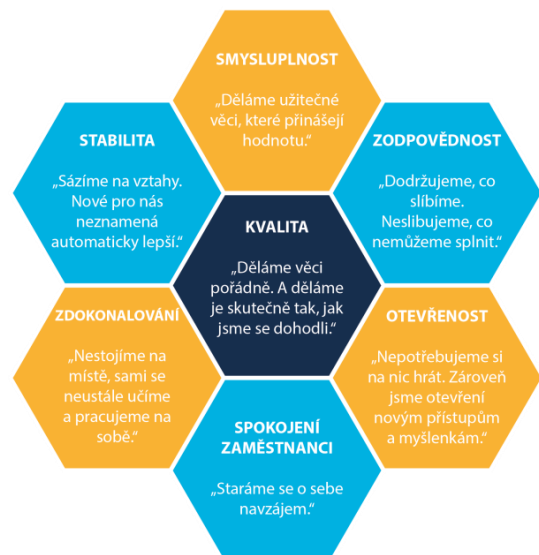 SMYSLUPLNOST
„Děláme užitečné
věci, které přinášejí
hodnotu.“
STABILITA
„Sázíme na vztahy.
Nové pro nás
neznamená
automaticky lepší.“
ZODPOVĚDNOST
„Dodržujeme, co
slíbíme.
Neslibujeme, co
nemůžeme splnit.“
KVALITA
„Děláme věci
pořádně. A děláme
je skutečně tak, jak
jsme se dohodli.“
ZDOKONALOVÁNÍ
„Nestojíme na
místě, sami se
neustále učíme
a pracujeme na
sobě.“
OTEVŘENOST
„Nepotřebujeme si
na nic hrát. Zároveň
jsme otevření
novým přístupům
a myšlenkám.“
SPOKOJENÍ
ZAMĚSTNANCI
„Staráme se o sebe
navzájem.“